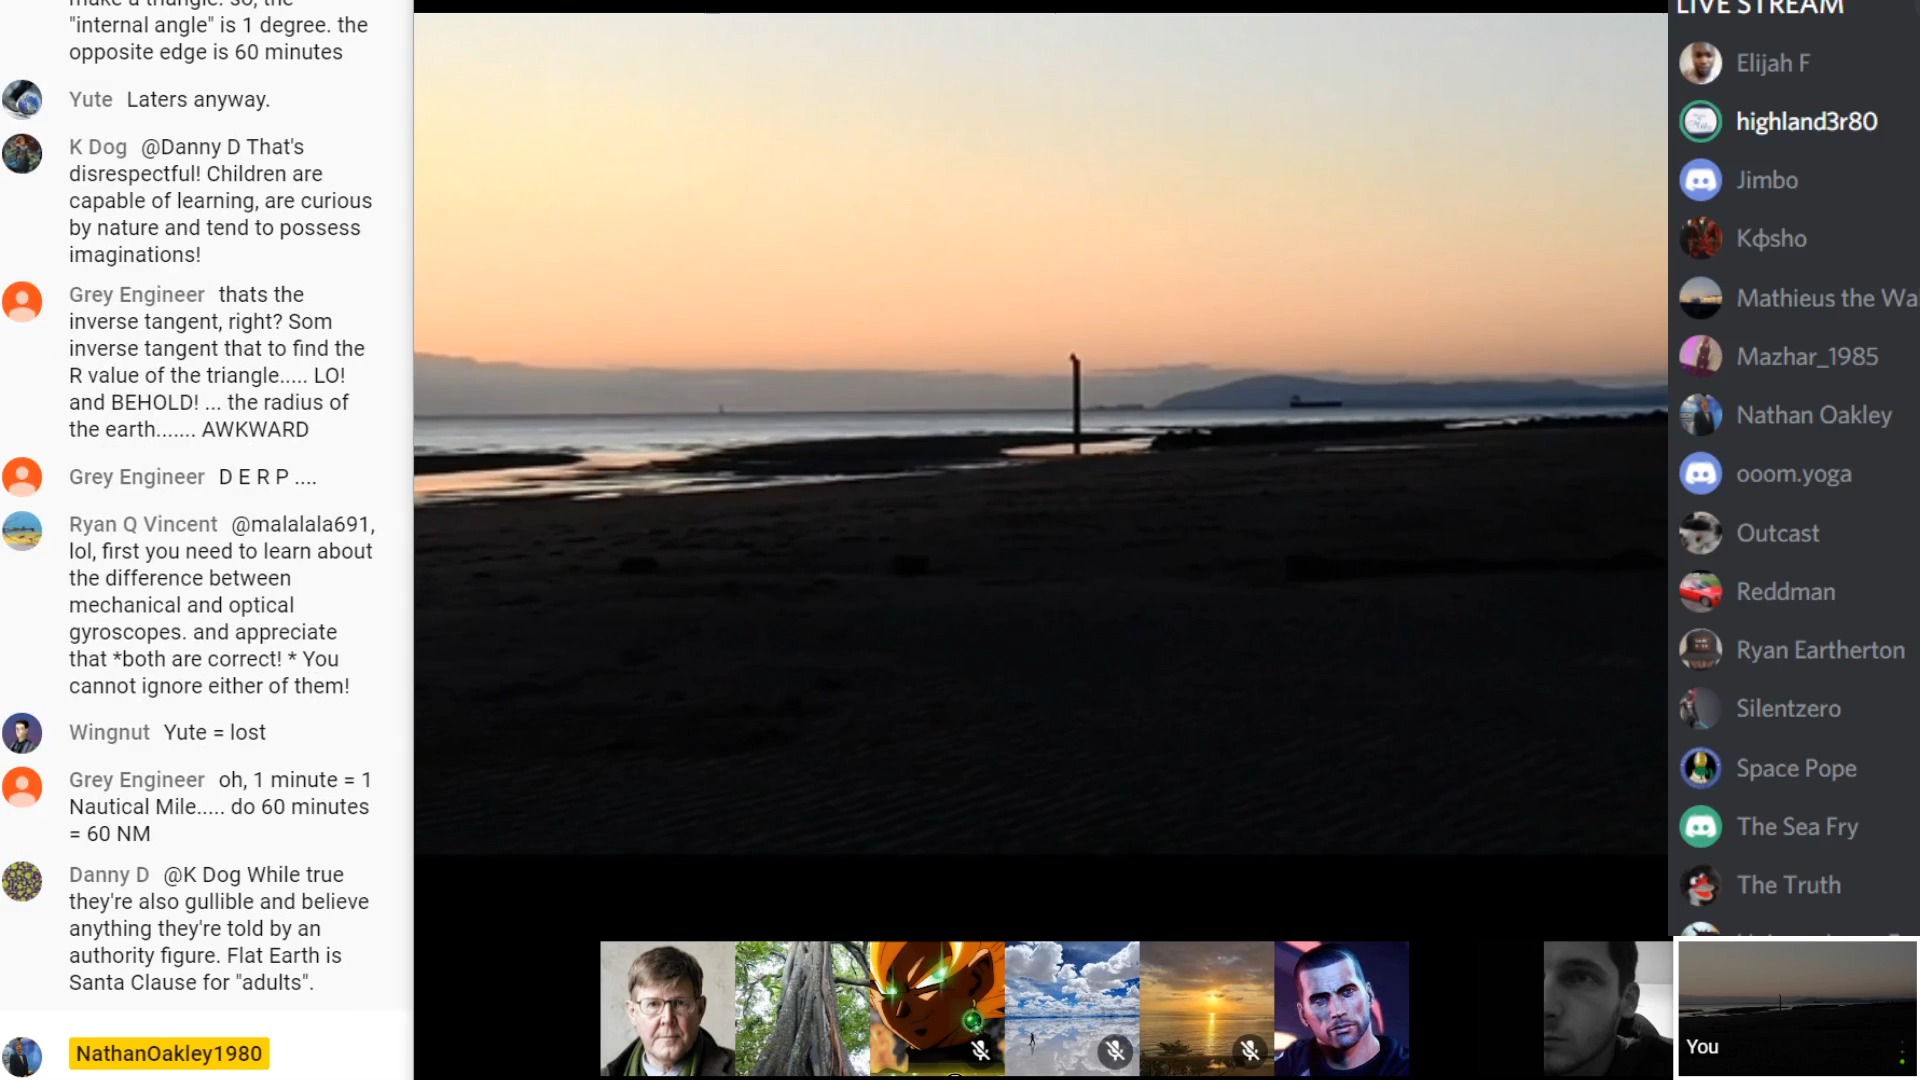 make a triangle. so, the
"internal angle" is 1 degree. the
opposite edge is 60 minutes
Yute Laters anyway.
K Dog @Danny D That's
disrespectful! Children are
capable of learning, are curious
by nature and tend to possess
imaginations!
Grey Engineer thats the
inverse tangent, right? Som
inverse tangent that to find the
R value of the triangle..... LO!
and BEHOLD! ... the radius of
the earth....... AWKWARD
Grey Engineer D E R P ....
Ryan Q Vincent @malalala691,
lol, first you need to learn about
the difference between
mechanical and optical
gyroscopes. and appreciate
that *both are correct! * You
cannot ignore either of them!
Wingnut Yute = lost
Grey Engineer oh, 1 minute = 1
Nautical Mile..... do 60 minutes
= 60 NM
Danny D @K Dog While true
they're also gullible and believe
anything they're told by an
authority figure. Flat Earth is
Santa Clause for "adults".
NathanOakley1980
LIVE STREAM
Elijah F
highland3r80
Jimbo
Kфsho
Mathieus the Wa
Mazhar_1985
Nathan Oakley
ooom.yoga
Outcast
Reddman
Ryan Eartherton
Silentzero
Space Pope
The Sea Fry
The Truth
You